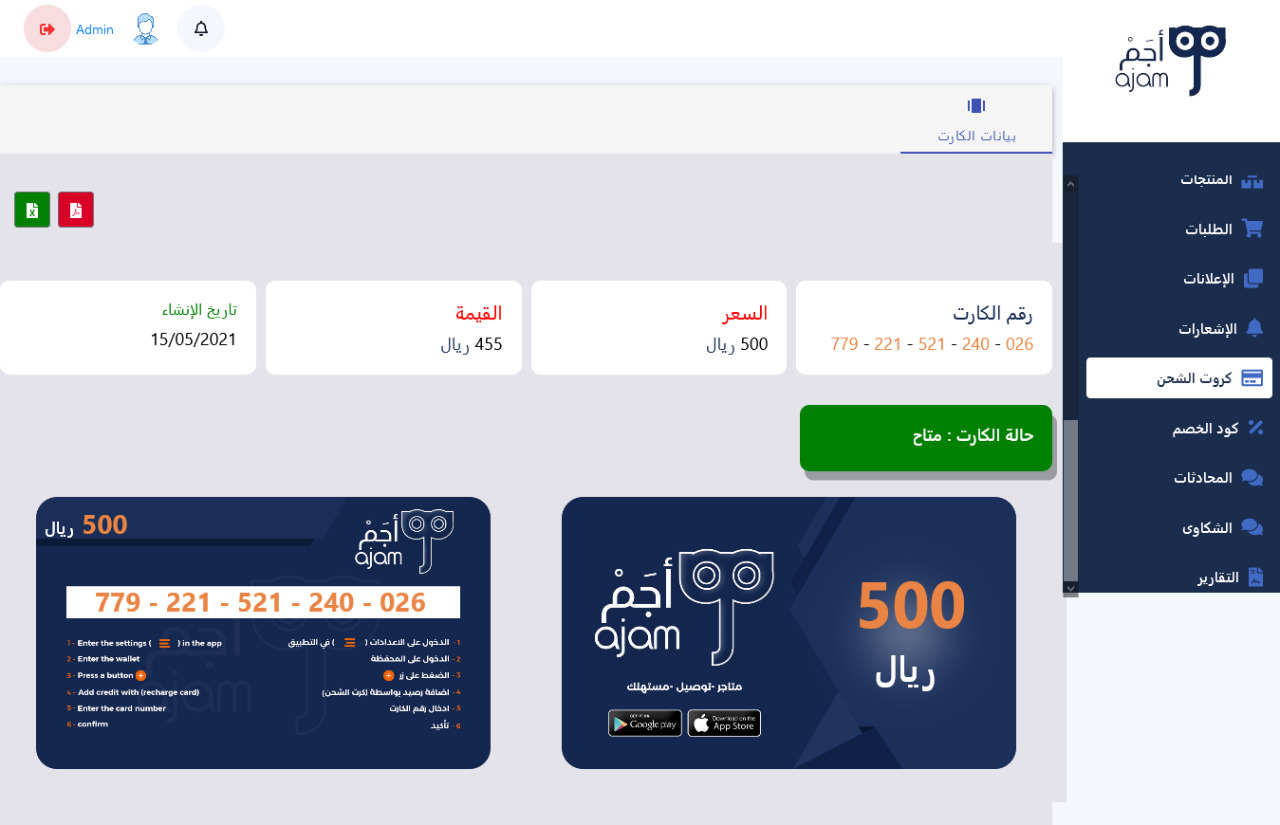 Admin
أجَمْ
ajam
بيانات الكارت
المنتجات
الطلبات
الإعلانات
الإشعارات
كروت الشحن
كود الخصم
المحادثات
الشكاوى
التقارير
رقم الكارت
779 - 221 - 521 - 240 - 026
السعر
500 ريال
القيمة
455 ريال
تاريخ الإنشاء
15/05/2021
حالة الكارت : متاح
500
ريال
أجَمْ
ajam
متاجر -توصيل -مستهلك
GET IT ON
Google play
Download on the
App Store
500 ريال
أجَمْ
ajam
779 - 221 - 521 - 240 - 026
1- الدخول على الاعدادات ( ) في التطبيق
2- الدخول على المحفظة
3- الضغط على زر
4- اضافة رصيد بواسطة (كرت الشحن)
5- ادخال رقم الكارت
6- تأكيد
1- Enter the settings ( ) in the app
2- Enter the wallet
3- Press a button
4- Add credit with (recharge card)
5- Enter the card number
6- confirm